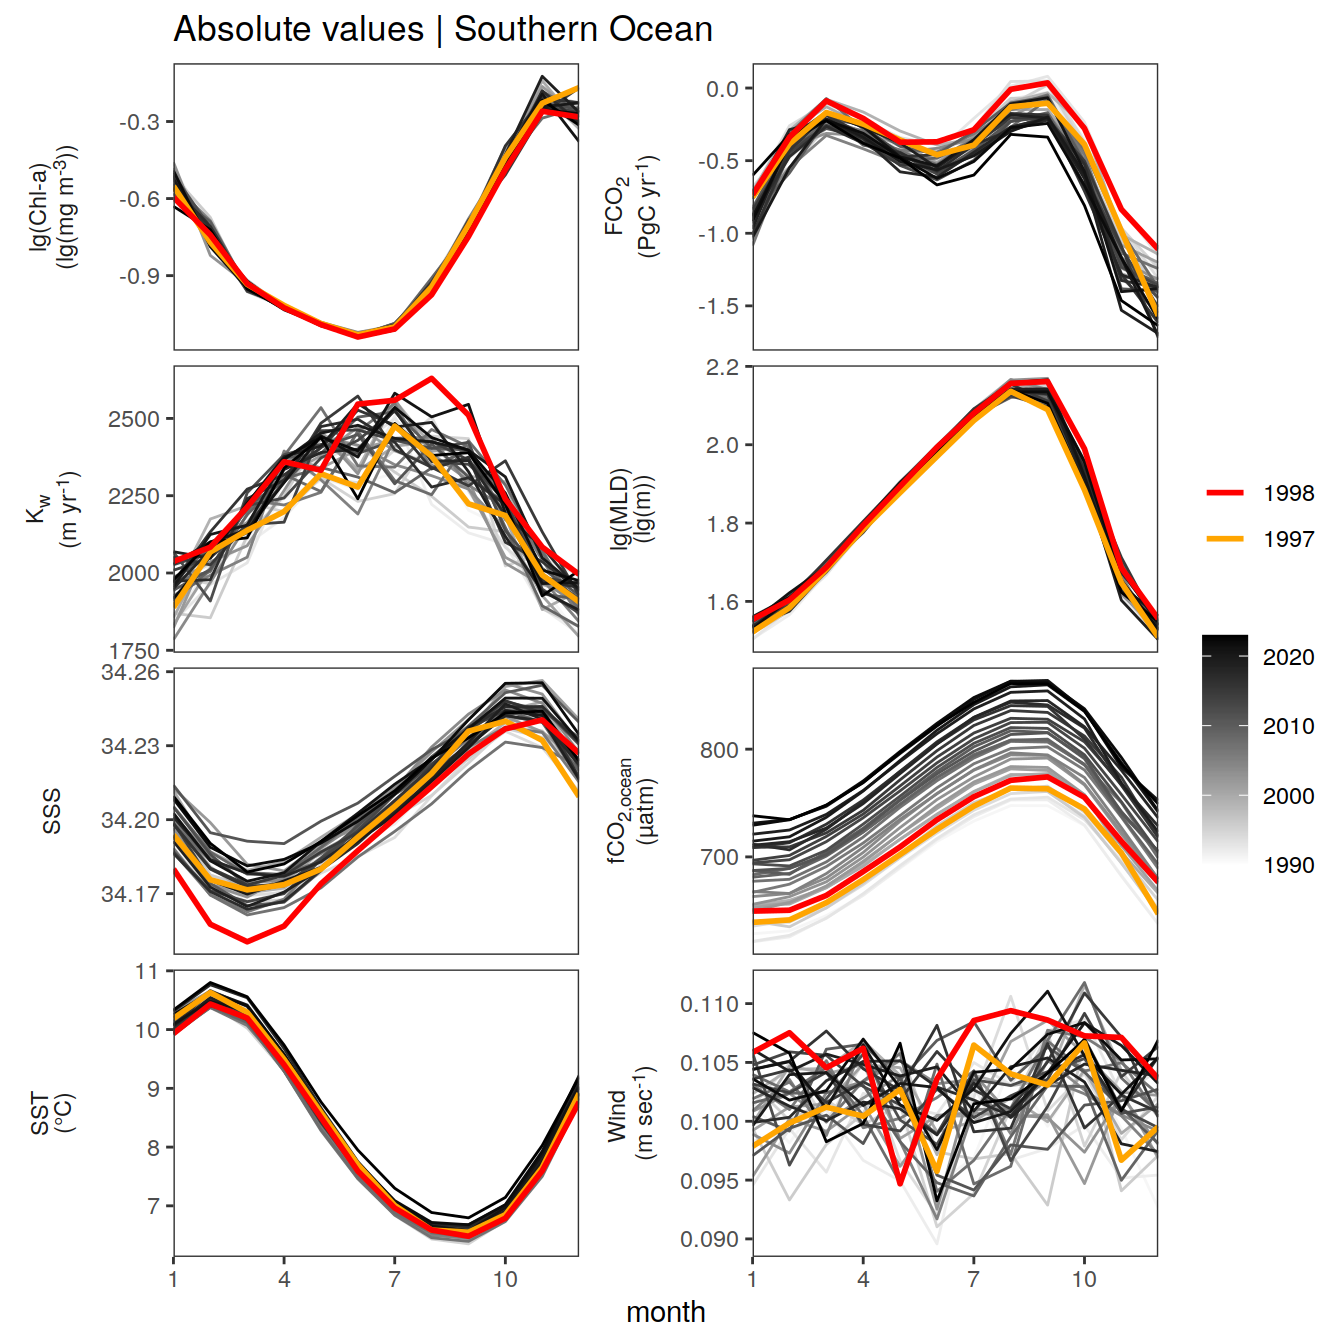 Absolute values | Southern Ocean
lg(Chl-a)
(lg(mg m⁻³))
-0.3
-0.6
-0.9
FCO₂
(PgC yr⁻¹)
0.0
-0.5
-1.0
-1.5
K_w
(m yr⁻¹)
2500
2250
2000
1750
lg(MLD)
(lg(m))
2.2
2.0
1.8
1.6
SSS
34.26
34.23
34.20
34.17
fCO₂,ocean
(µatm)
800
700
SST
(°C)
11
10
9
8
7
1
4
7
10
Wind
(m sec⁻¹)
0.110
0.105
0.100
0.095
0.090
1
4
7
10
month
1998
1997
2020
2010
2000
1990